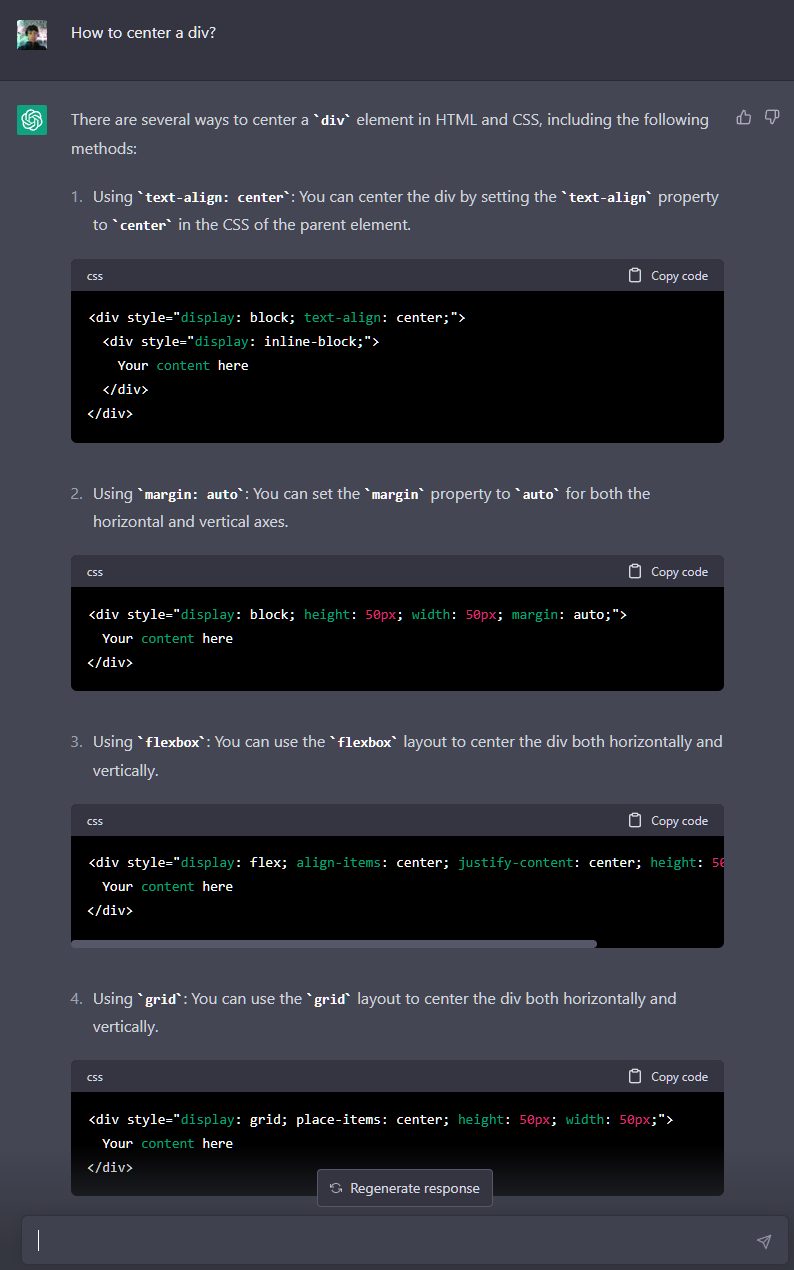 How to center a div?
There are several ways to center a `div` element in HTML and CSS, including the following
methods:
1. Using `text-align: center`: You can center the div by setting the `text-align` property
to `center` in the CSS of the parent element.
css Copy code
<div style="display: block; text-align: center;">
<div style="display: inline-block;">
Your content here
</div>
</div>
2. Using `margin: auto`: You can set the `margin` property to `auto` for both the
horizontal and vertical axes.
css Copy code
<div style="display: block; height: 50px; width: 50px; margin: auto;">
Your content here
</div>
3. Using `flexbox`: You can use the `flexbox` layout to center the div both horizontally and
vertically.
css Copy code
<div style="display: flex; align-items: center; justify-content: center; height: 50
Your content here
</div>
4. Using `grid`: You can use the `grid` layout to center the div both horizontally and
vertically.
css Copy code
<div style="display: grid; place-items: center; height: 50px; width: 50px;">
Your content here
</div>
Regenerate response